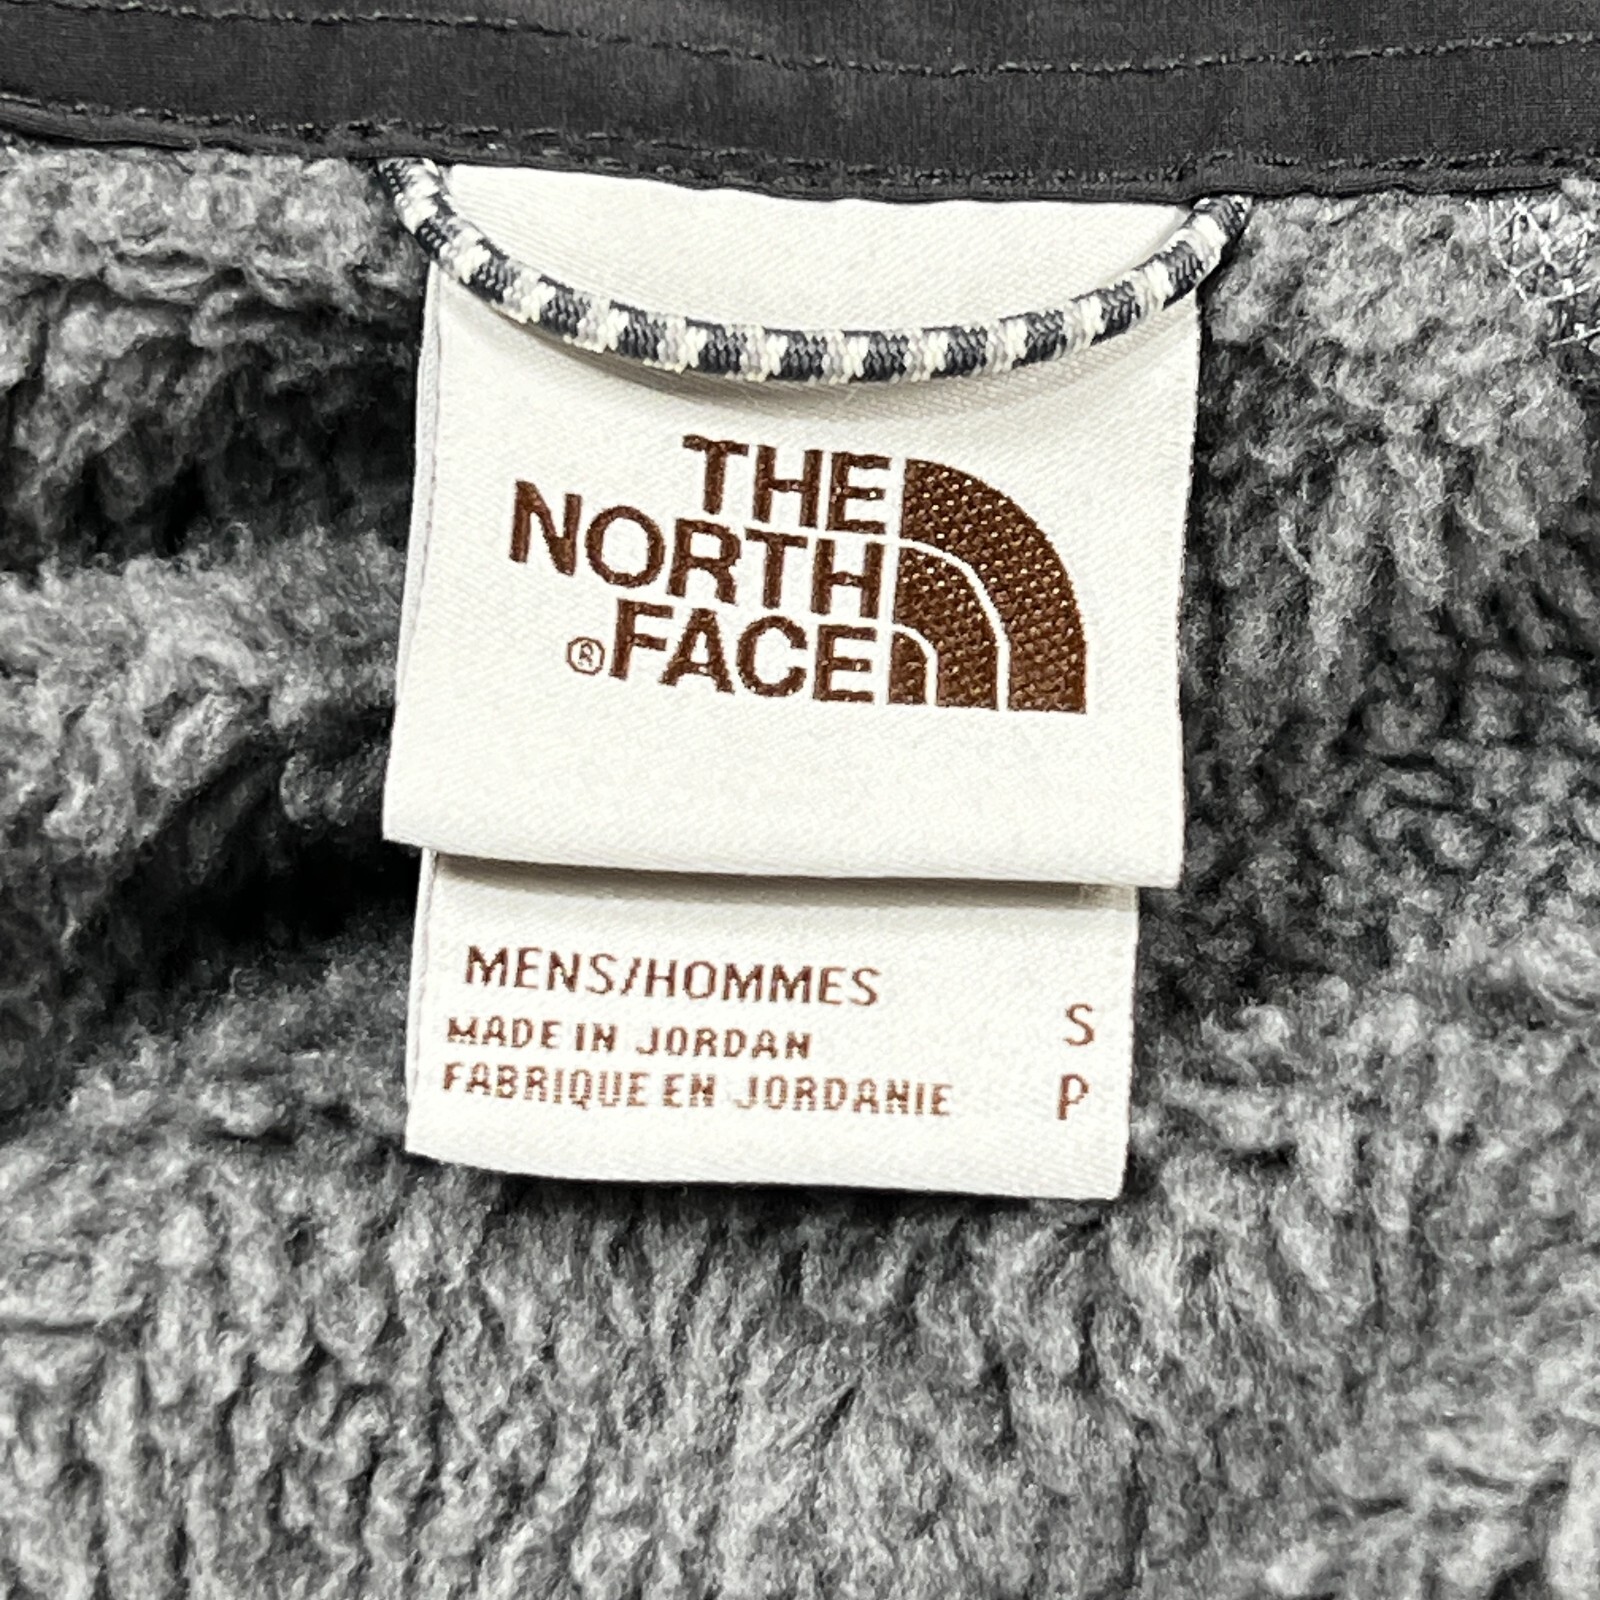 THE
NORTH
®FACE
MENS/HOMMES
MADE IN JORDAN
FABRIQUE EN JORDANIE
S
P